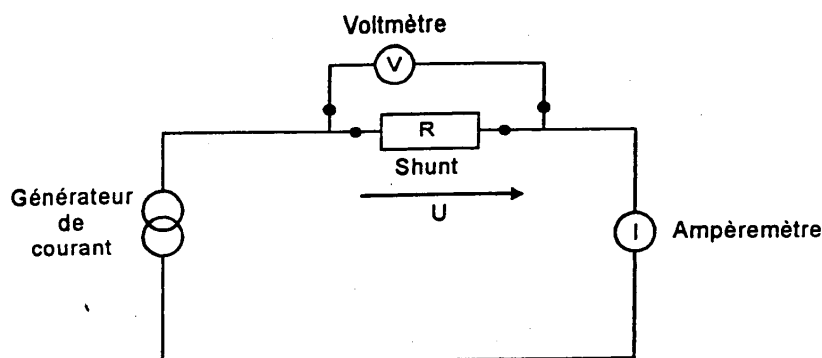 Voltmètre
V
R
Shunt
U
Générateur
de
courant
I
Ampèremètre